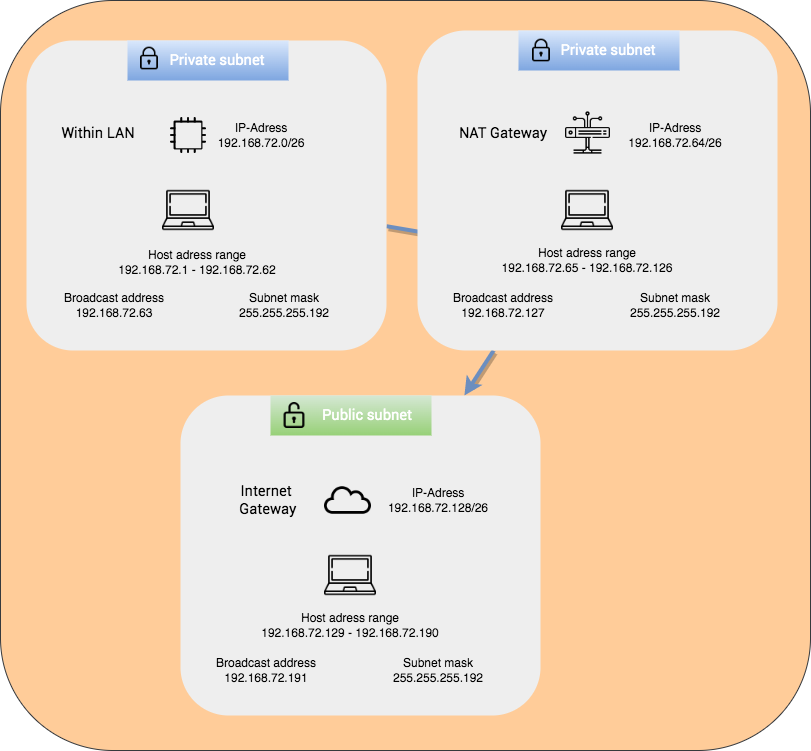 Private subnet
Within LAN
IP-Adress
192.168.72.0/26
Host adress range
192.168.72.1 - 192.168.72.62
Broadcast address
192.168.72.63
Subnet mask
255.255.255.192
Private subnet
NAT Gateway
IP-Adress
192.168.72.64/26
Host adress range
192.168.72.65 - 192.168.72.126
Broadcast address
192.168.72.127
Subnet mask
255.255.255.192
Public subnet
Internet
Gateway
IP-Adress
192.168.72.128/26
Host adress range
192.168.72.129 - 192.168.72.190
Broadcast address
192.168.72.191
Subnet mask
255.255.255.192